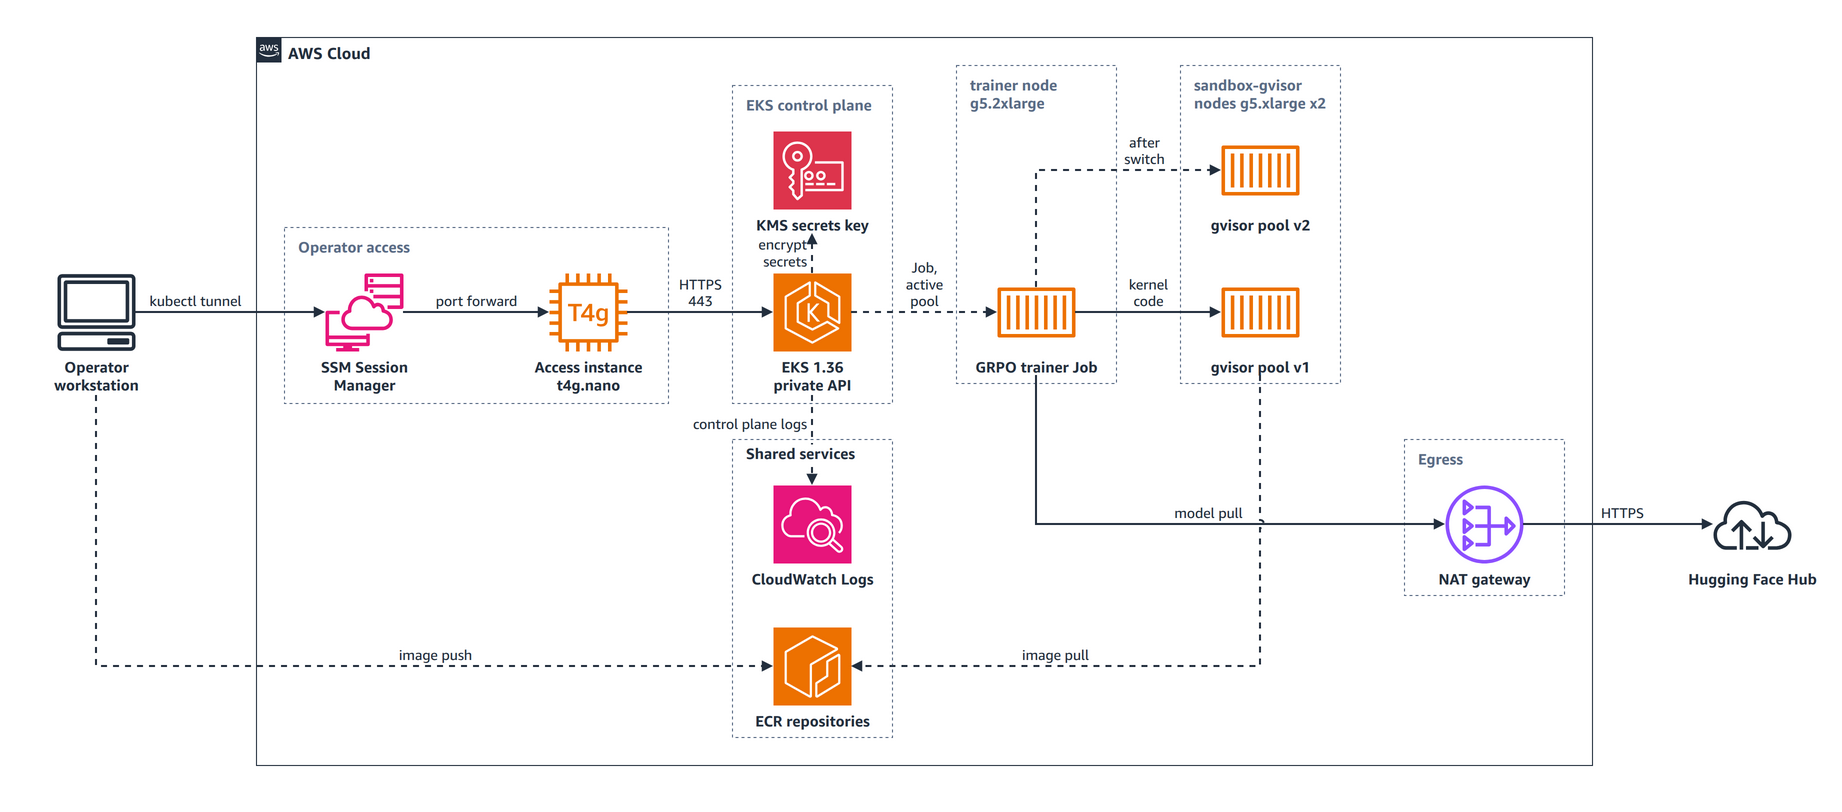 aws
AWS Cloud
trainer node
g5.2xlarge
sandbox-gvisor
nodes g5.xlarge x2
EKS control plane
after
switch
KMS secrets key
gvisor pool v2
encrypt
secrets
Operator access
Job,
active
pool
HTTPS
443
kernel
code
kubectl tunnel
port forward
T4g
K
Operator
workstation
SSM Session
Manager
Access instance
t4g.nano
EKS 1.36
private API
GRPO trainer Job
gvisor pool v1
control plane logs
Shared services
Egress
model pull
HTTPS
CloudWatch Logs
NAT gateway
Hugging Face Hub
image push
image pull
ECR repositories